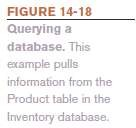 FIGURE 14-18
Querying a
database. This
example pulls
information from the
Product table in the
Inventory database.